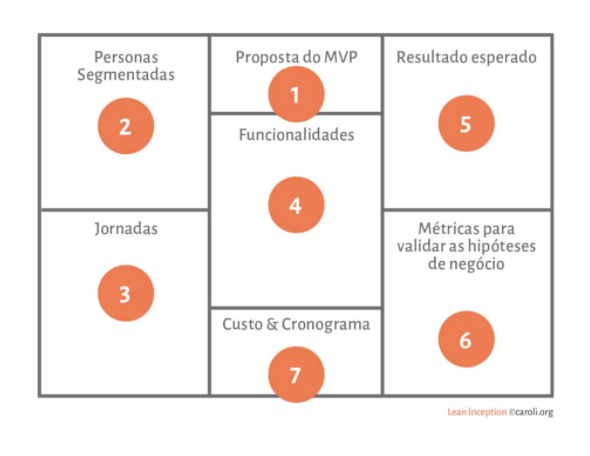 Personas
Segmentadas
2
Proposta do MVP
1
Resultado esperado
5
Funcionalidades
4
Jornadas
3
Métricas para
validar as hipóteses
de negócio
6
Custo & Cronograma
7
Lean Inception ©caroli.org